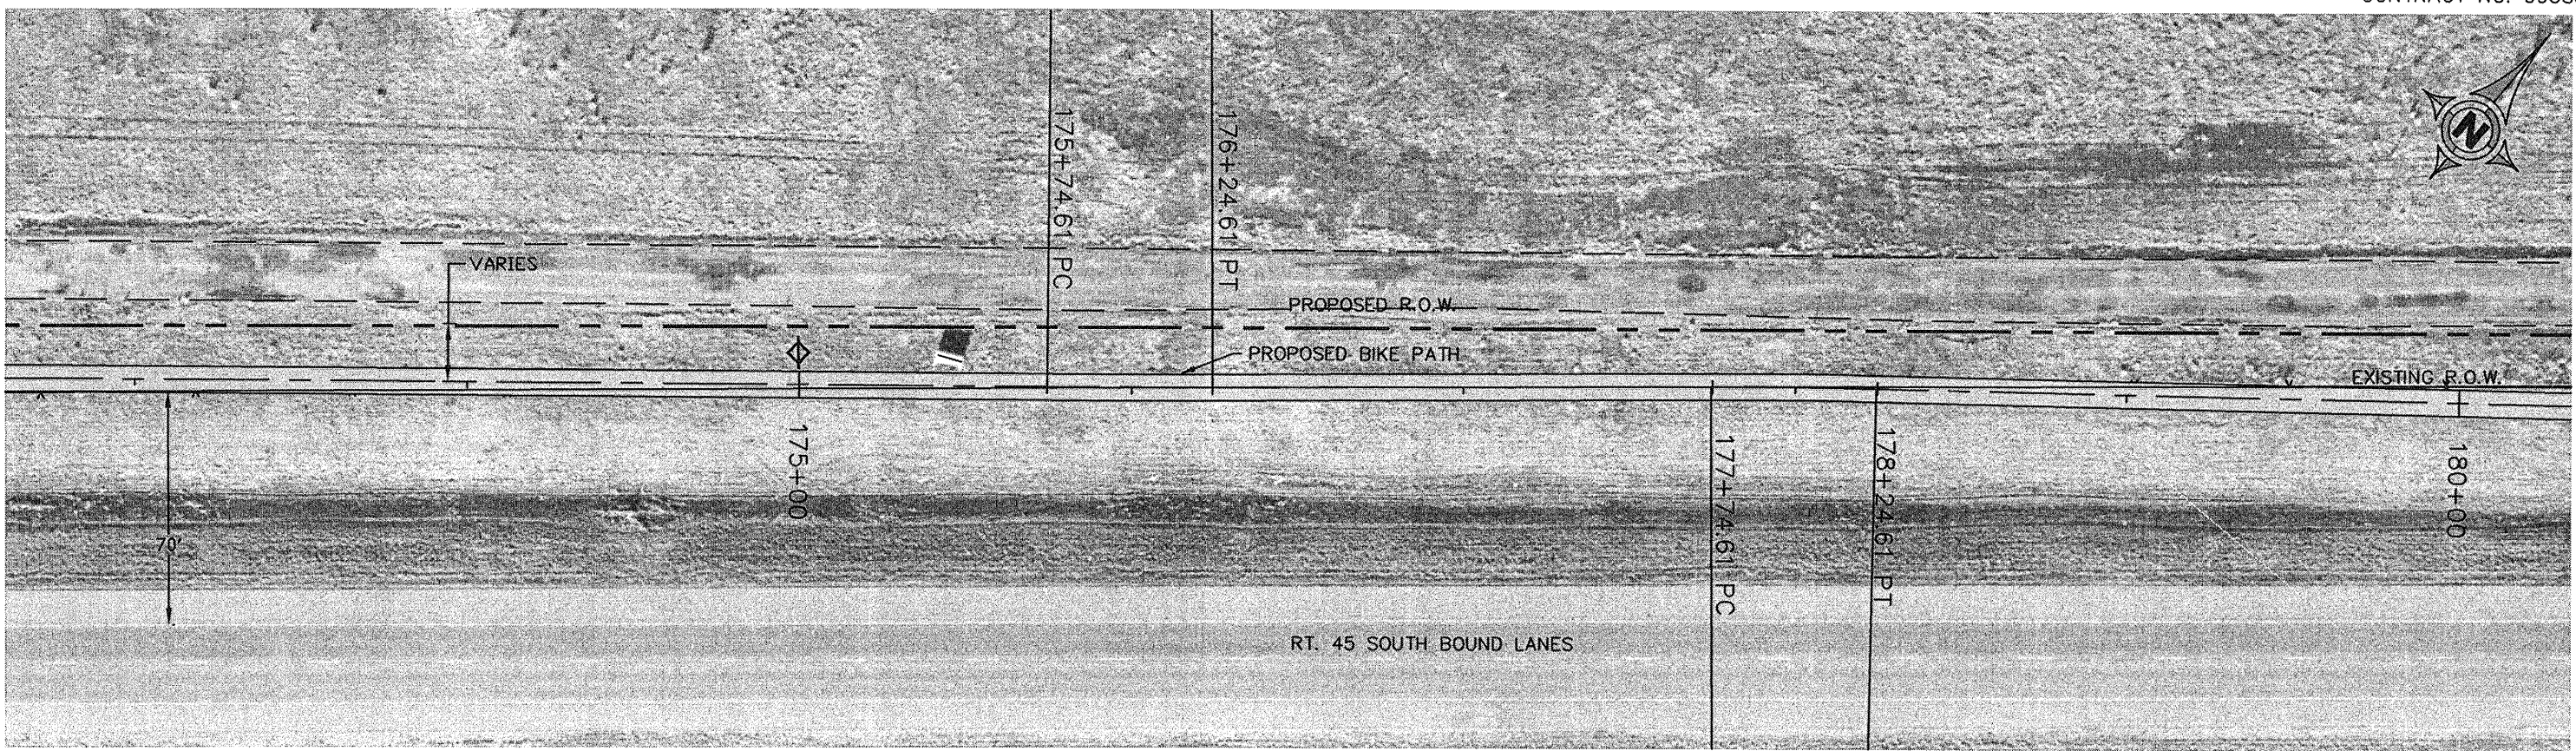 175+74.61 PC
176+24.61 PT
N
VARIES
PROPOSED R.O.W.
PROPOSED BIKE PATH
EXISTING R.O.W.
175+00
177+74.61 PC
178+24.61 PT
180+00
70'
RT. 45 SOUTH BOUND LANES